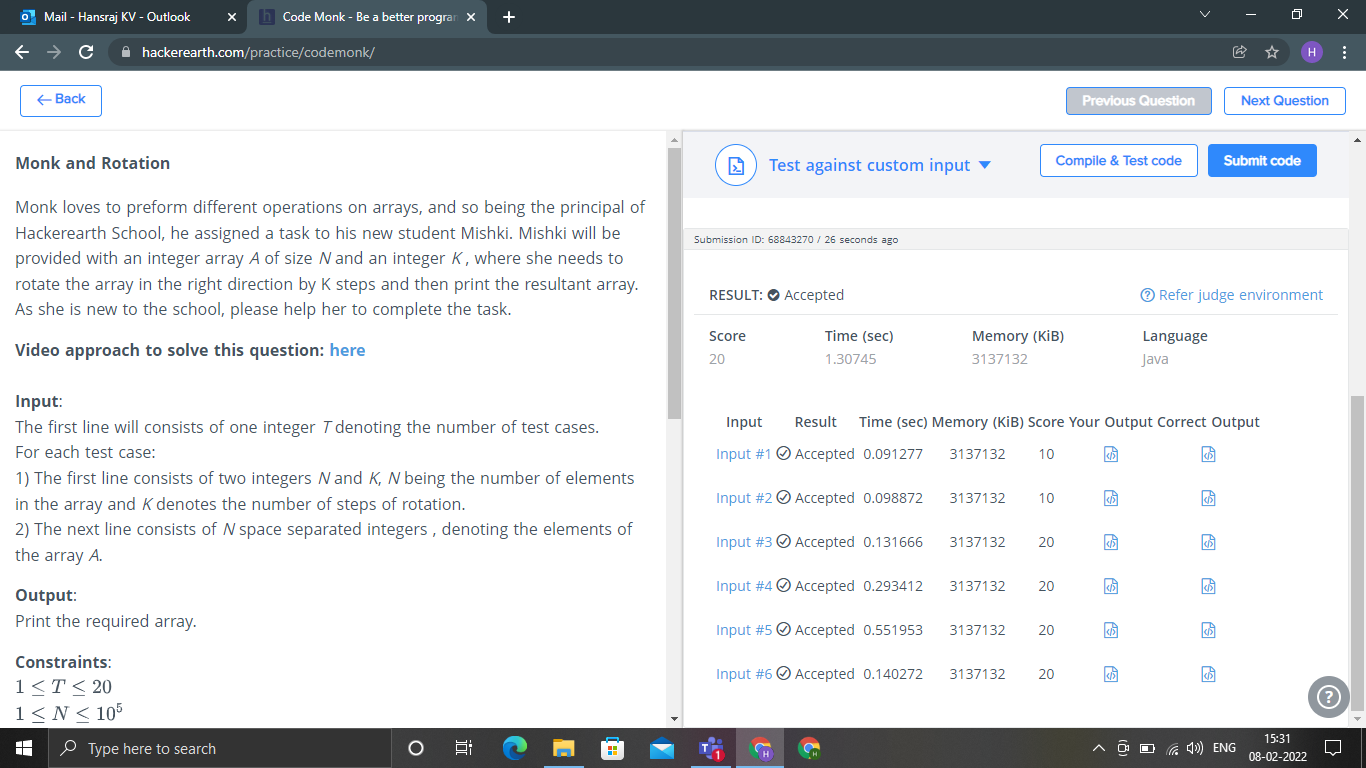 Mail - Hansraj KV - Outlook
Code Monk - Be a better progran
hackerearth.com/practice/codemonk/
H
← Back
Previous Question
Next Question
Monk and Rotation
Monk loves to preform different operations on arrays, and so being the principal of
Hackerearth School, he assigned a task to his new student Mishki. Mishki will be
provided with an integer array A of size N and an integer K, where she needs to
rotate the array in the right direction by K steps and then print the resultant array.
As she is new to the school, please help her to complete the task.
Video approach to solve this question: here
Input:
The first line will consists of one integer T denoting the number of test cases.
For each test case:
1) The first line consists of two integers N and K, N being the number of elements
in the array and K denotes the number of steps of rotation.
2) The next line consists of N space separated integers , denoting the elements of
the array A.
Output:
Print the required array.
Constraints:
1 ≤ T ≤ 20
1 ≤ N ≤ 10⁵
Test against custom input
Compile & Test code
Submit code
Submission ID: 68843270 / 26 seconds ago
RESULT: Accepted
Refer judge environment
Score Time (sec) Memory (KiB) Language
20 1.30745 3137132 Java
Input Result Time (sec) Memory (KiB) Score Your Output Correct Output
Input #1 Accepted 0.091277 3137132 10
Input #2 Accepted 0.098872 3137132 10
Input #3 Accepted 0.131666 3137132 20
Input #4 Accepted 0.293412 3137132 20
Input #5 Accepted 0.551953 3137132 20
Input #6 Accepted 0.140272 3137132 20
?
Type here to search
1
H
ENG
15:31
08-02-2022